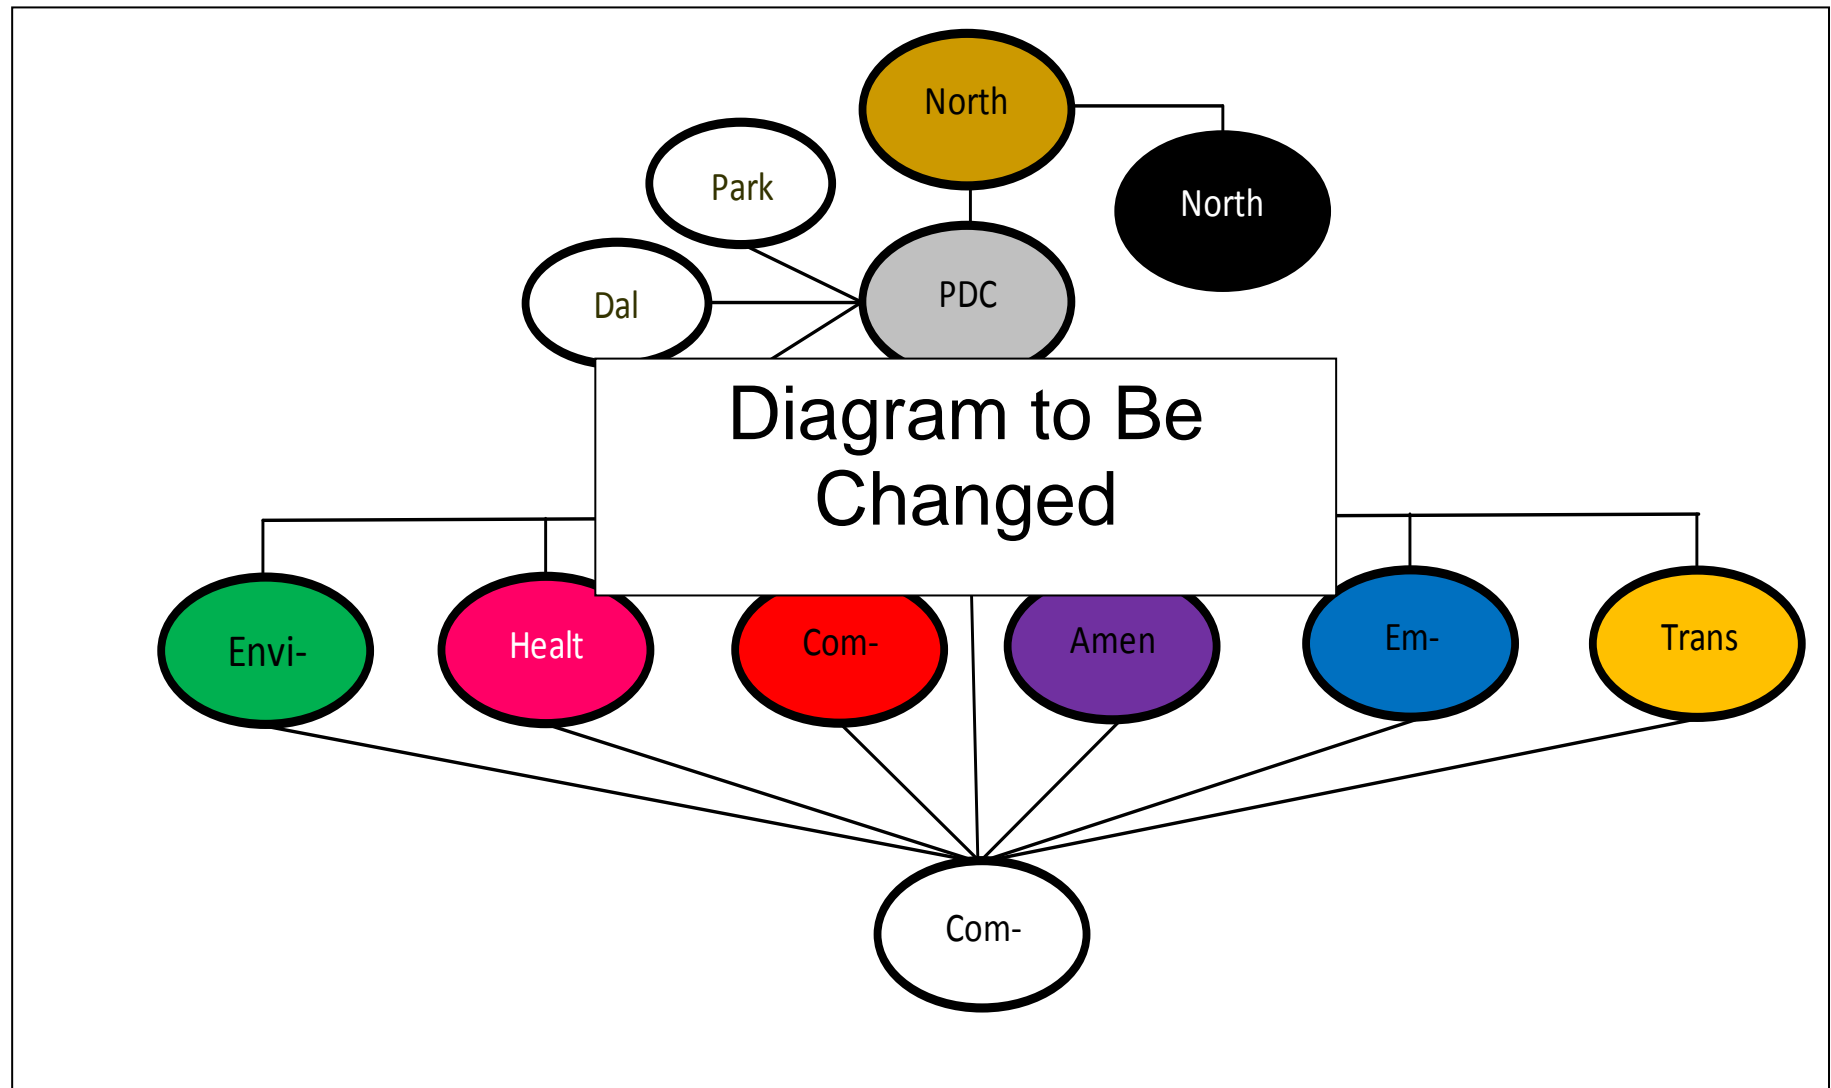 North
Park
North
Dal
PDC
Diagram to Be
Changed
Envi-
Healt
Com-
Amen
Em-
Trans
Com-